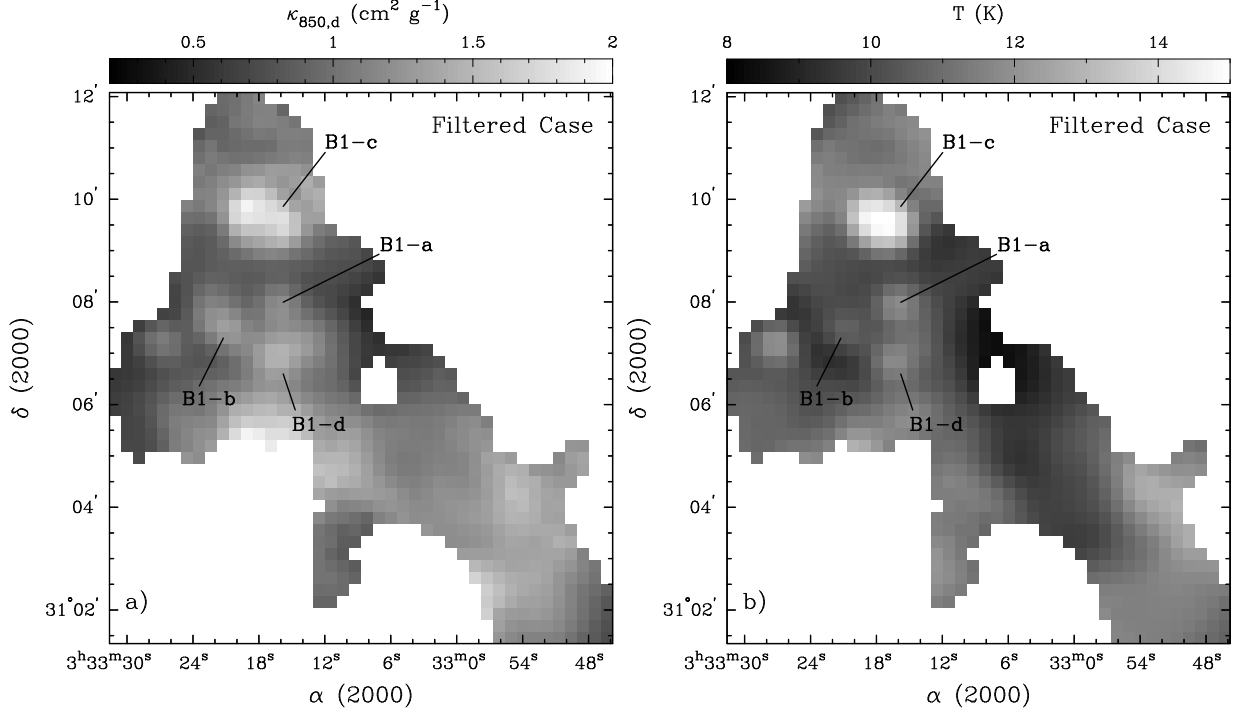 κ850,d (cm² g⁻¹)
0.5 1 1.5 2
Filtered Case
B1-c
B1-a
B1-b
B1-d
a)
12′
10′
08′
06′
04′
31°02′
δ (2000)
3ʰ33ᵐ30ˢ 24ˢ 18ˢ 12ˢ 6ˢ 33ᵐ0ˢ 54ˢ 48ˢ
α (2000)
T (K)
8 10 12 14
Filtered Case
B1-c
B1-a
B1-b
B1-d
b)
12′
10′
08′
06′
04′
31°02′
δ (2000)
3ʰ33ᵐ30ˢ 24ˢ 18ˢ 12ˢ 6ˢ 33ᵐ0ˢ 54ˢ 48ˢ
α (2000)